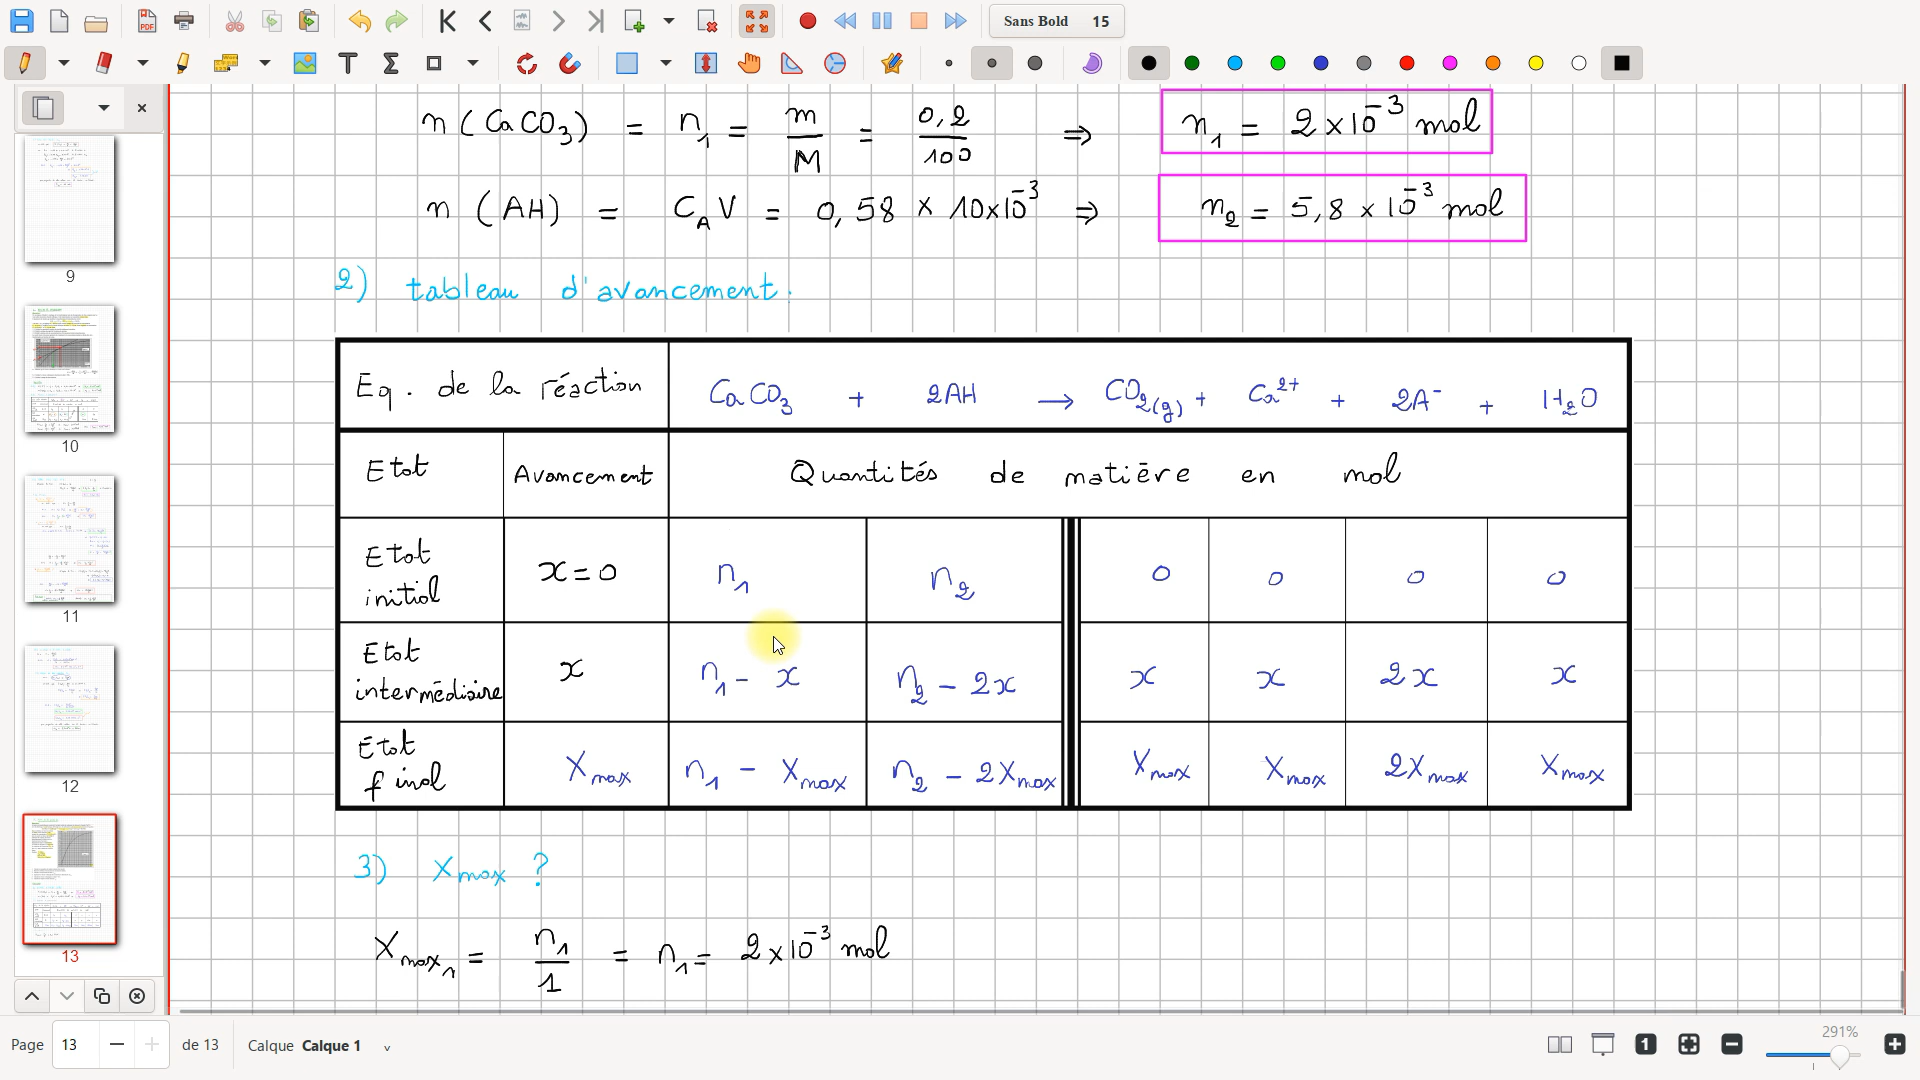 Sans Bold 15
n (CaCO3) = n1 = m/M = 0,2/100 ⇒ n1 = 2×10⁻³ mol
n (AH) = CA V = 0,58 × 10×10⁻³ ⇒ n2 = 5,8 × 10⁻³ mol
2) tableau d'avancement.
Eq. de la réaction CaCO3 + 2AH → CO2(g) + Ca²⁺ + 2A⁻ + H2O
Etat Avancement Quantités de matière en mol
Etat initial x=0 n1 n2 0 0 0 0
Etat intermédiaire x n1 - x n2 - 2x x x 2x x
Etat final Xmax n1 - Xmax n2 - 2Xmax Xmax Xmax 2Xmax Xmax
3) Xmax ?
Xmax1 = n1/1 = n1 = 2×10⁻³ mol
9
10
11
12
13
Page 13 de 13 Calque Calque 1 291%